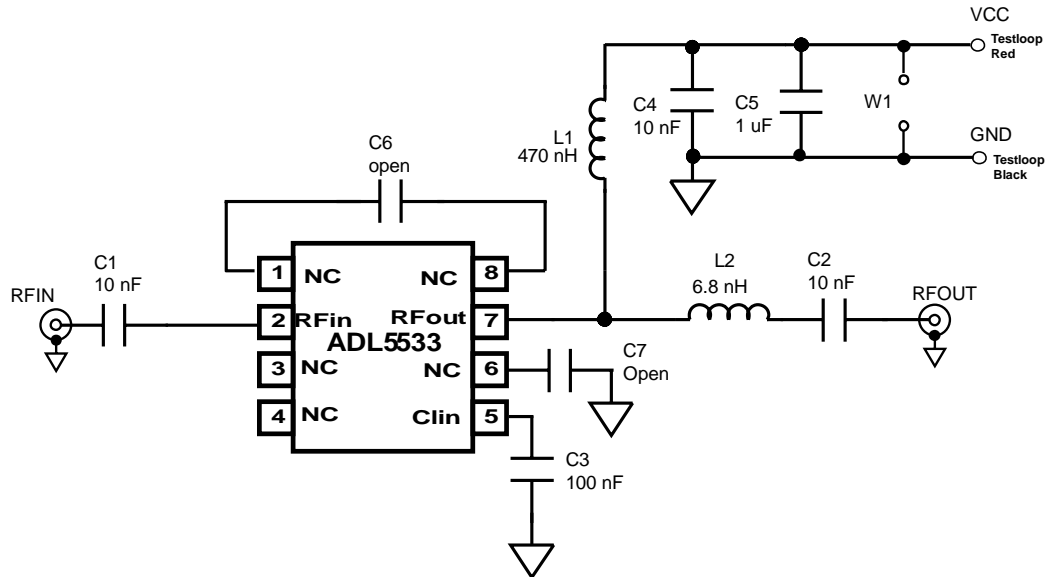 VCC
Testloop
Red
C4
10 nF
C5
1 uF
W1
L1
470 nH
GND
Testloop
Black
C6
open
C1
10 nF
RFIN
1
NC
NC
8
2
RFin
RFout
7
ADL5533
3
NC
NC
6
4
NC
Clin
5
L2
6.8 nH
C2
10 nF
RFOUT
C7
Open
C3
100 nF